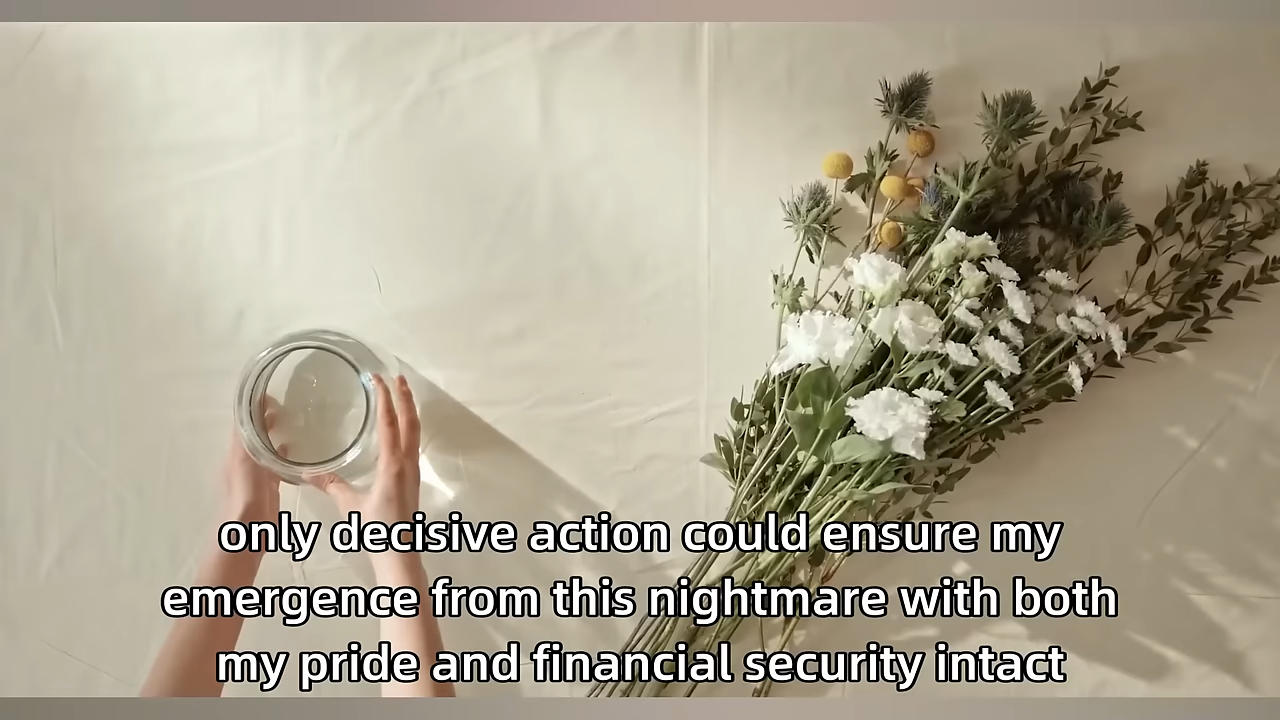 only decisive action could ensure my
emergence from this nightmare with both
my pride and financial security intact